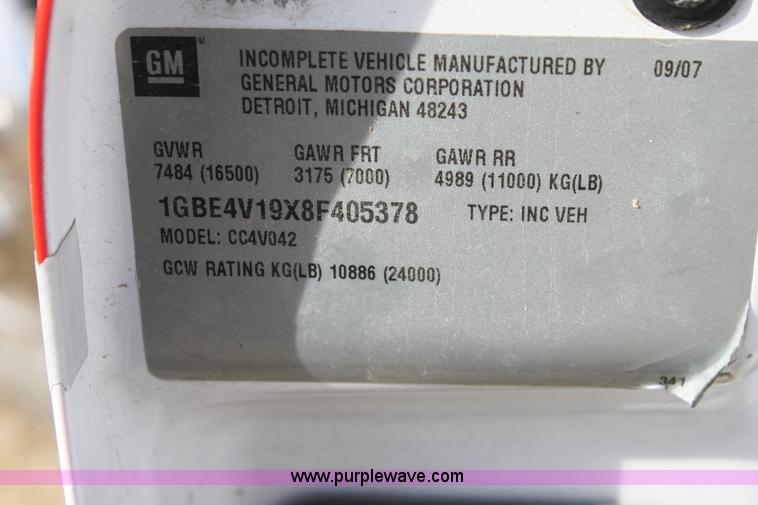 GM
INCOMPLETE VEHICLE MANUFACTURED BY 09/07
GENERAL MOTORS CORPORATION
DETROIT, MICHIGAN 48243
GVWR GAWR FRT GAWR RR
7484 (16500) 3175 (7000) 4989 (11000) KG(LB)
1GBE4V19X8F405378 TYPE: INC VEH
MODEL: CC4V042
GCW RATING KG(LB) 10886 (24000)
341
www.purplewave.com